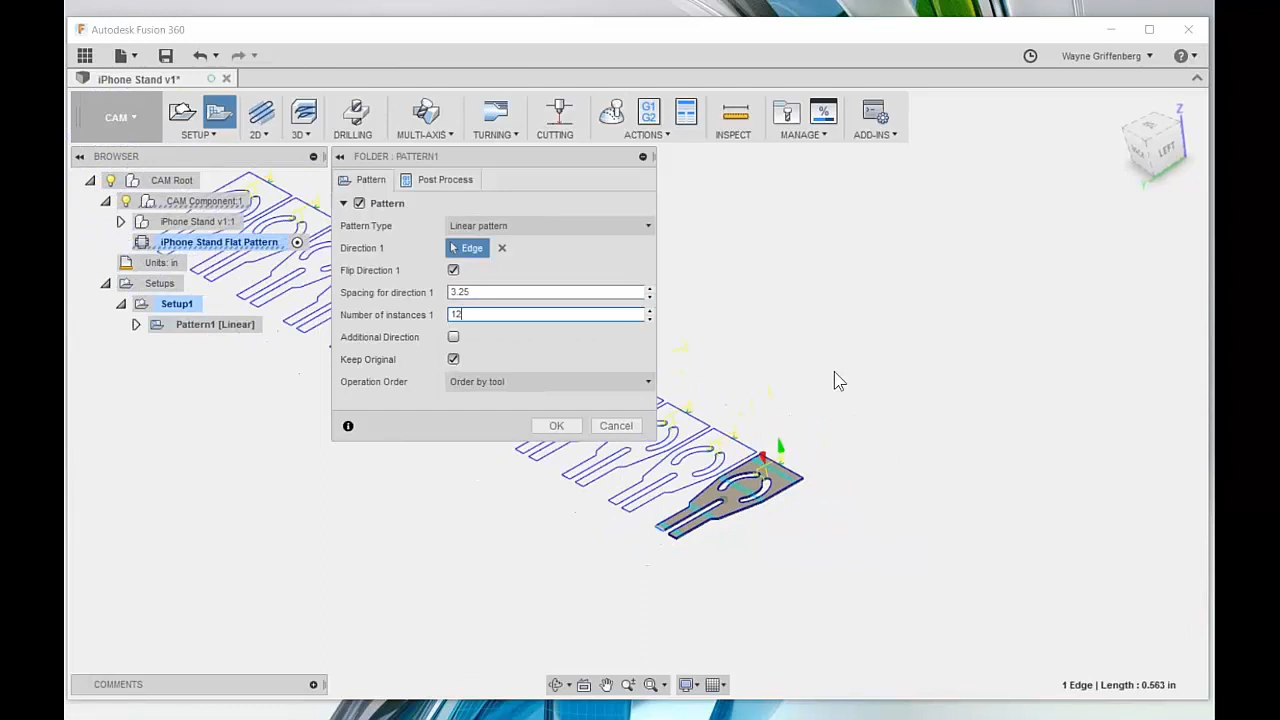 Autodesk Fusion 360
Wayne Griffenberg
iPhone Stand v1*
CAM
SETUP
2D
3D
DRILLING
MULTI-AXIS
TURNING
CUTTING
G1
G2
ACTIONS
INSPECT
MANAGE
ADD-INS
Z
LEFT
Y
BROWSER
CAM Root
CAM Component:1
iPhone Stand v1:1
iPhone Stand Flat Pattern
Units: in
Setups
Setup1
Pattern1 [Linear]
FOLDER : PATTERN1
Pattern
Post Process
Pattern
Pattern Type
Linear pattern
Direction 1
Edge
Flip Direction 1
Spacing for direction 1
3.25
Number of instances 1
12
Additional Direction
Keep Original
Operation Order
Order by tool
OK
Cancel
COMMENTS
1 Edge | Length : 0.563 in